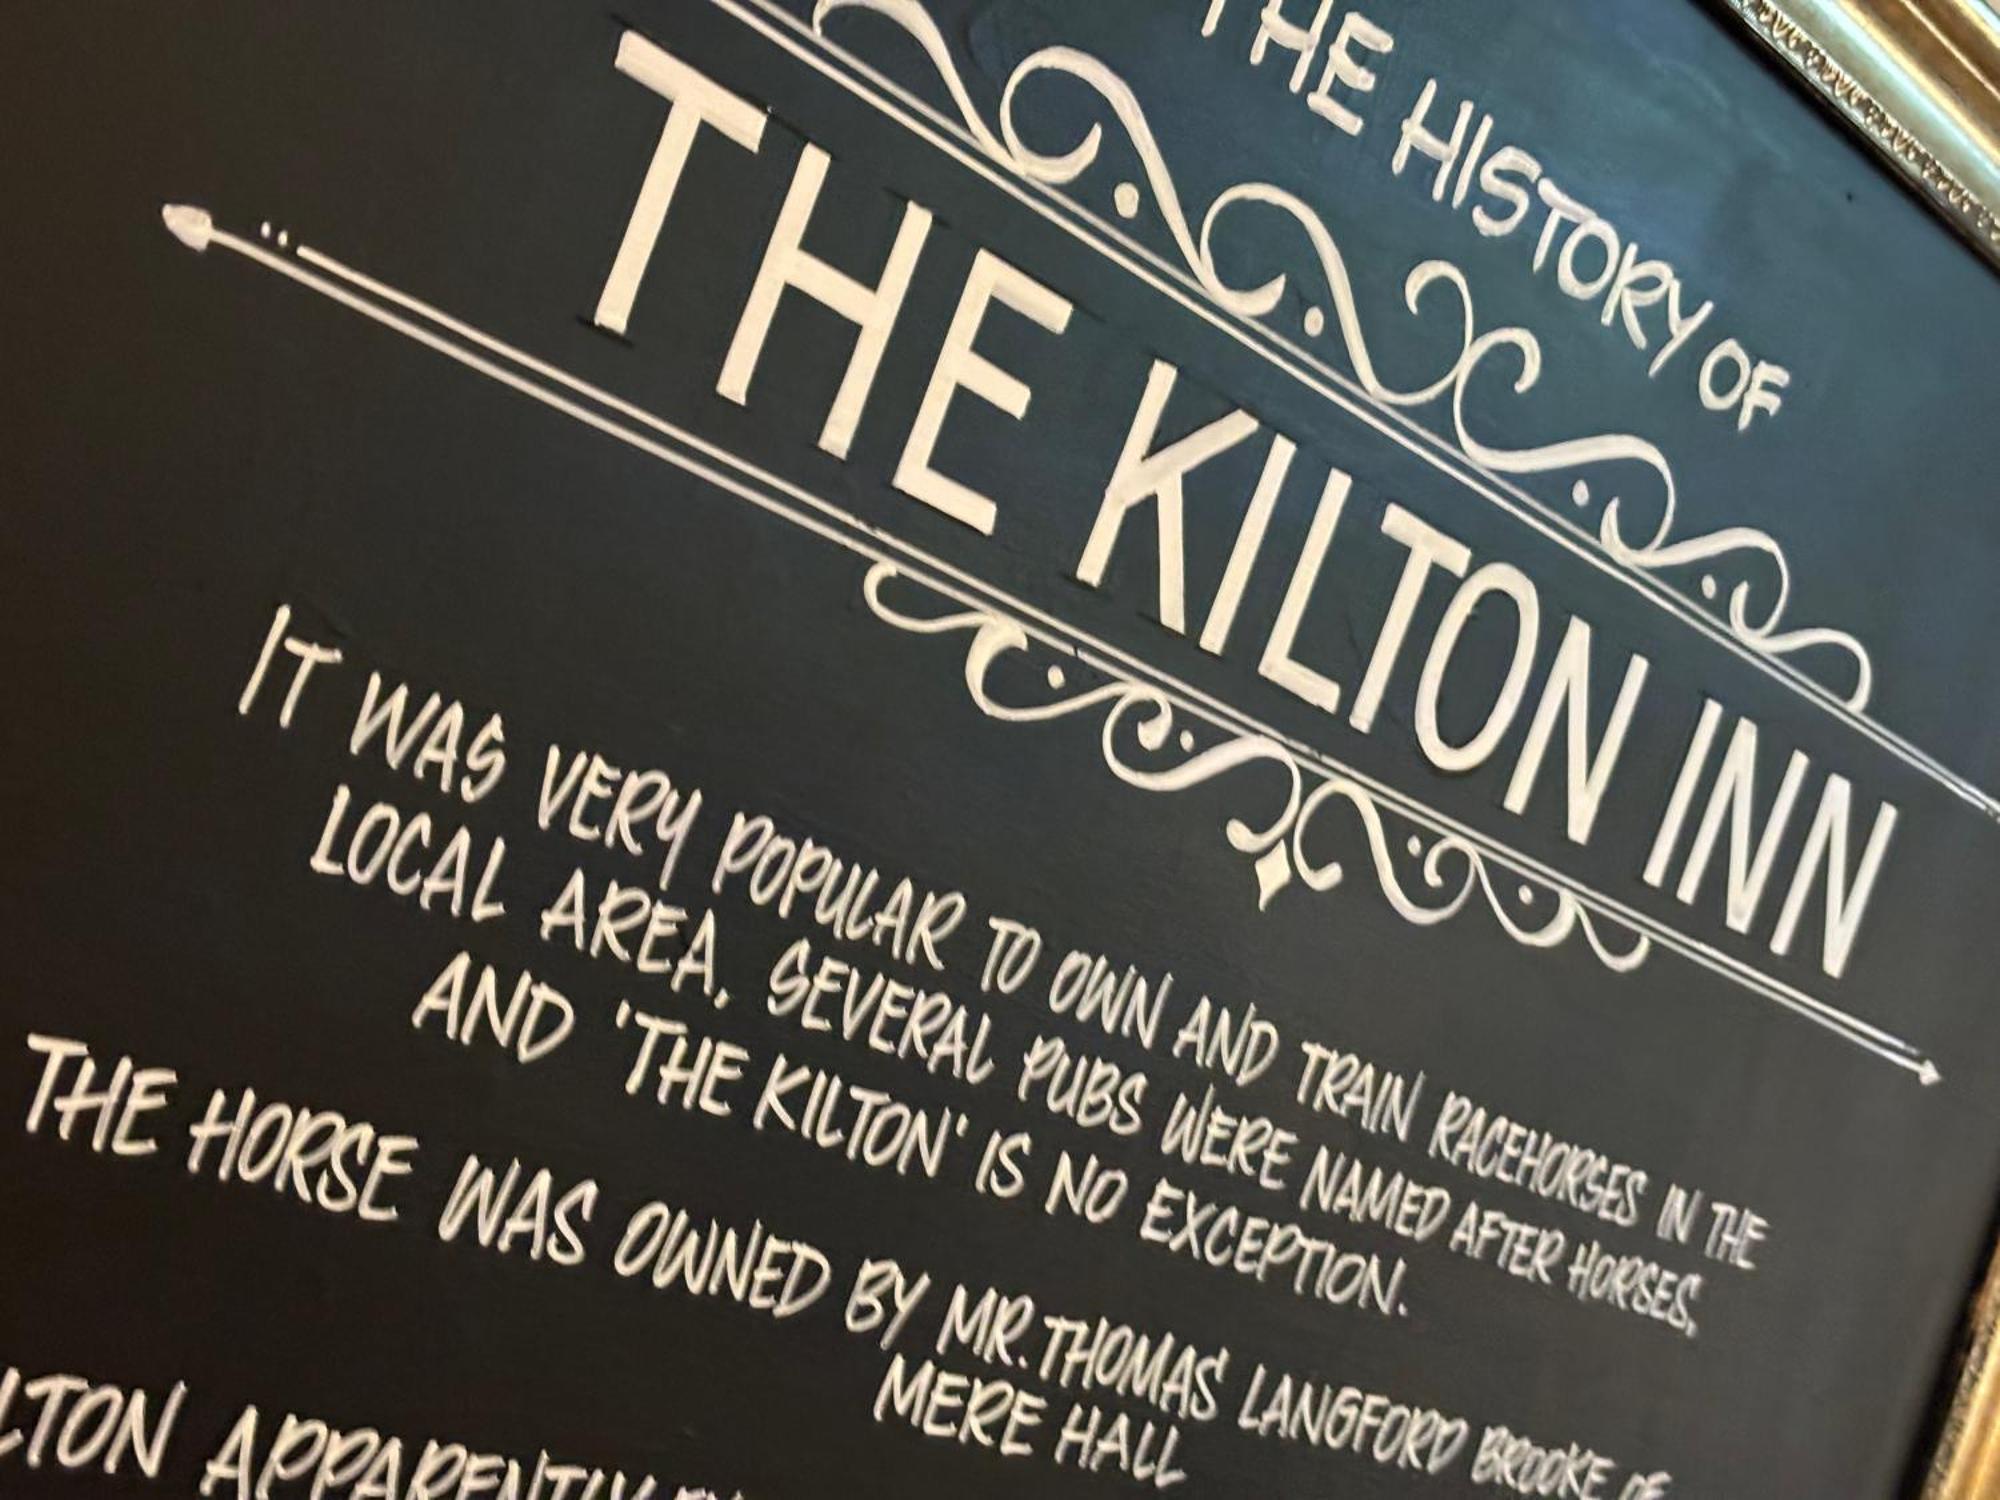 THE HISTORY OF
THE KILTON INN
IT WAS VERY POPULAR TO OWN AND TRAIN RACEHORSES IN THE
LOCAL AREA, SEVERAL PUBS WERE NAMED AFTER HORSES,
AND 'THE KILTON' IS NO EXCEPTION.
THE HORSE WAS OWNED BY MR. THOMAS LANGFORD BROOKE OF
MERE HALL
LTON APPARENTLY